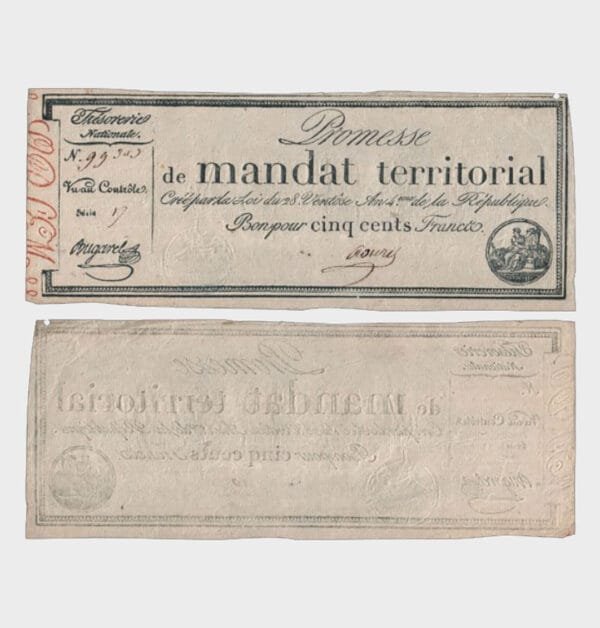 Trésorerie
Nationale.
N. 99
Vu au Contrôle
Série 17
Bugarel
Promesse
de mandat territorial
Créé par la Loi du 28. Ventôse An 4.me de la République.
Bon pour cinq cents Francs.